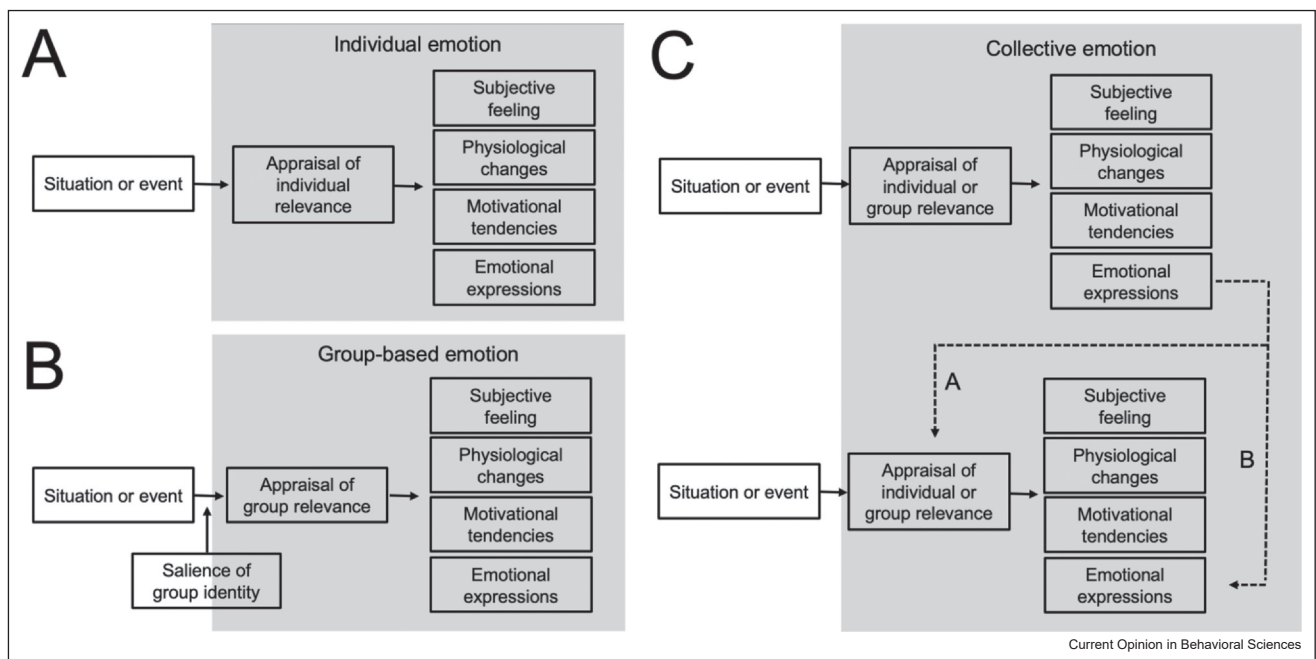 A
Individual emotion
Situation or event
Appraisal of
individual
relevance
Subjective
feeling
Physiological
changes
Motivational
tendencies
Emotional
expressions
B
Group-based emotion
Situation or event
Salience of
group identity
Appraisal of
group relevance
Subjective
feeling
Physiological
changes
Motivational
tendencies
Emotional
expressions
C
Collective emotion
Situation or event
Appraisal of
individual or
group relevance
Subjective
feeling
Physiological
changes
Motivational
tendencies
Emotional
expressions
A
B
Situation or event
Appraisal of
individual or
group relevance
Subjective
feeling
Physiological
changes
Motivational
tendencies
Emotional
expressions
Current Opinion in Behavioral Sciences